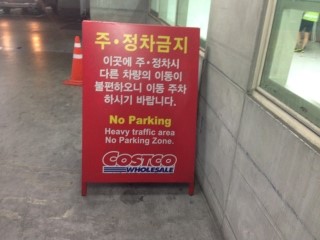 주·정차금지
이곳에 주·정차시
다른 차량의 이동이
불편하오니 이동 주차
하시기 바랍니다.
No Parking
Heavy traffic area
No Parking Zone.
COSTCO
WHOLESALE